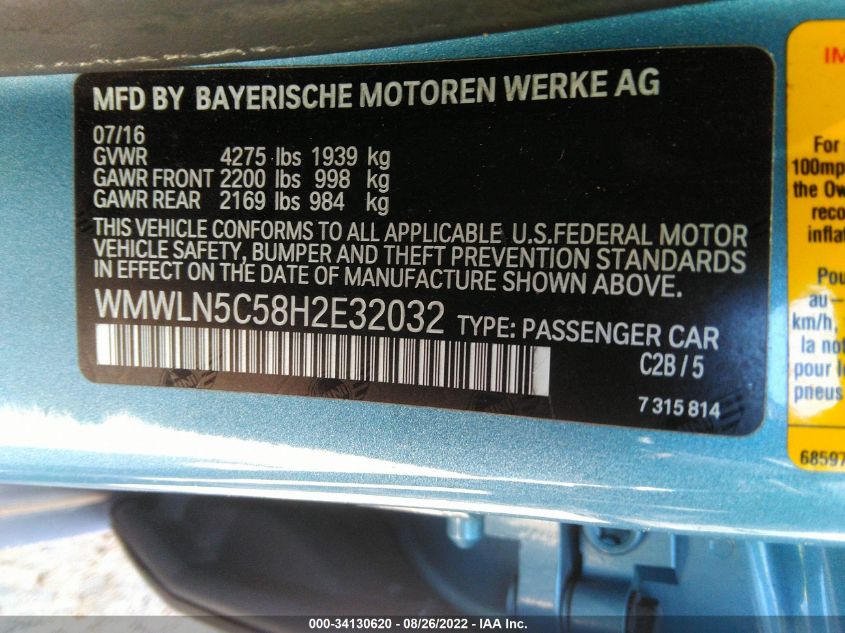 MFD BY BAYERISCHE MOTOREN WERKE AG
07/16
GVWR 4275 lbs 1939 kg
GAWR FRONT 2200 lbs 998 kg
GAWR REAR 2169 lbs 984 kg
THIS VEHICLE CONFORMS TO ALL APPLICABLE U.S.FEDERAL MOTOR
VEHICLE SAFETY, BUMPER AND THEFT PREVENTION STANDARDS
IN EFFECT ON THE DATE OF MANUFACTURE SHOWN ABOVE.
WMWLN5C58H2E32032 TYPE: PASSENGER CAR
C2B / 5
7 315 814
IM
For
100mp
the Ow
reco
inflat
Pou
au—
km/h,
la not
pour l
pneus
68597
000-34130620 - 08/26/2022 - IAA Inc.